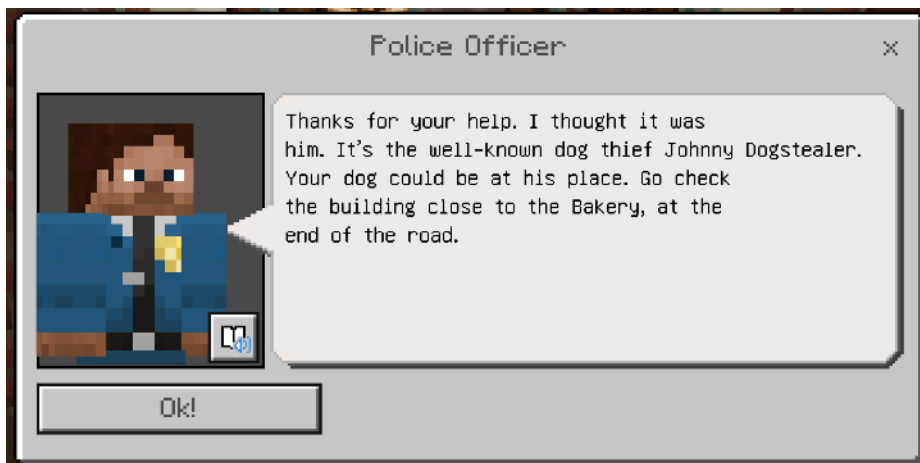 Police Officer
Thanks for your help. I thought it was
him. It's the well-known dog thief Johnny Dogstealer.
Your dog could be at his place. Go check
the building close to the Bakery, at the
end of the road.
Ok!